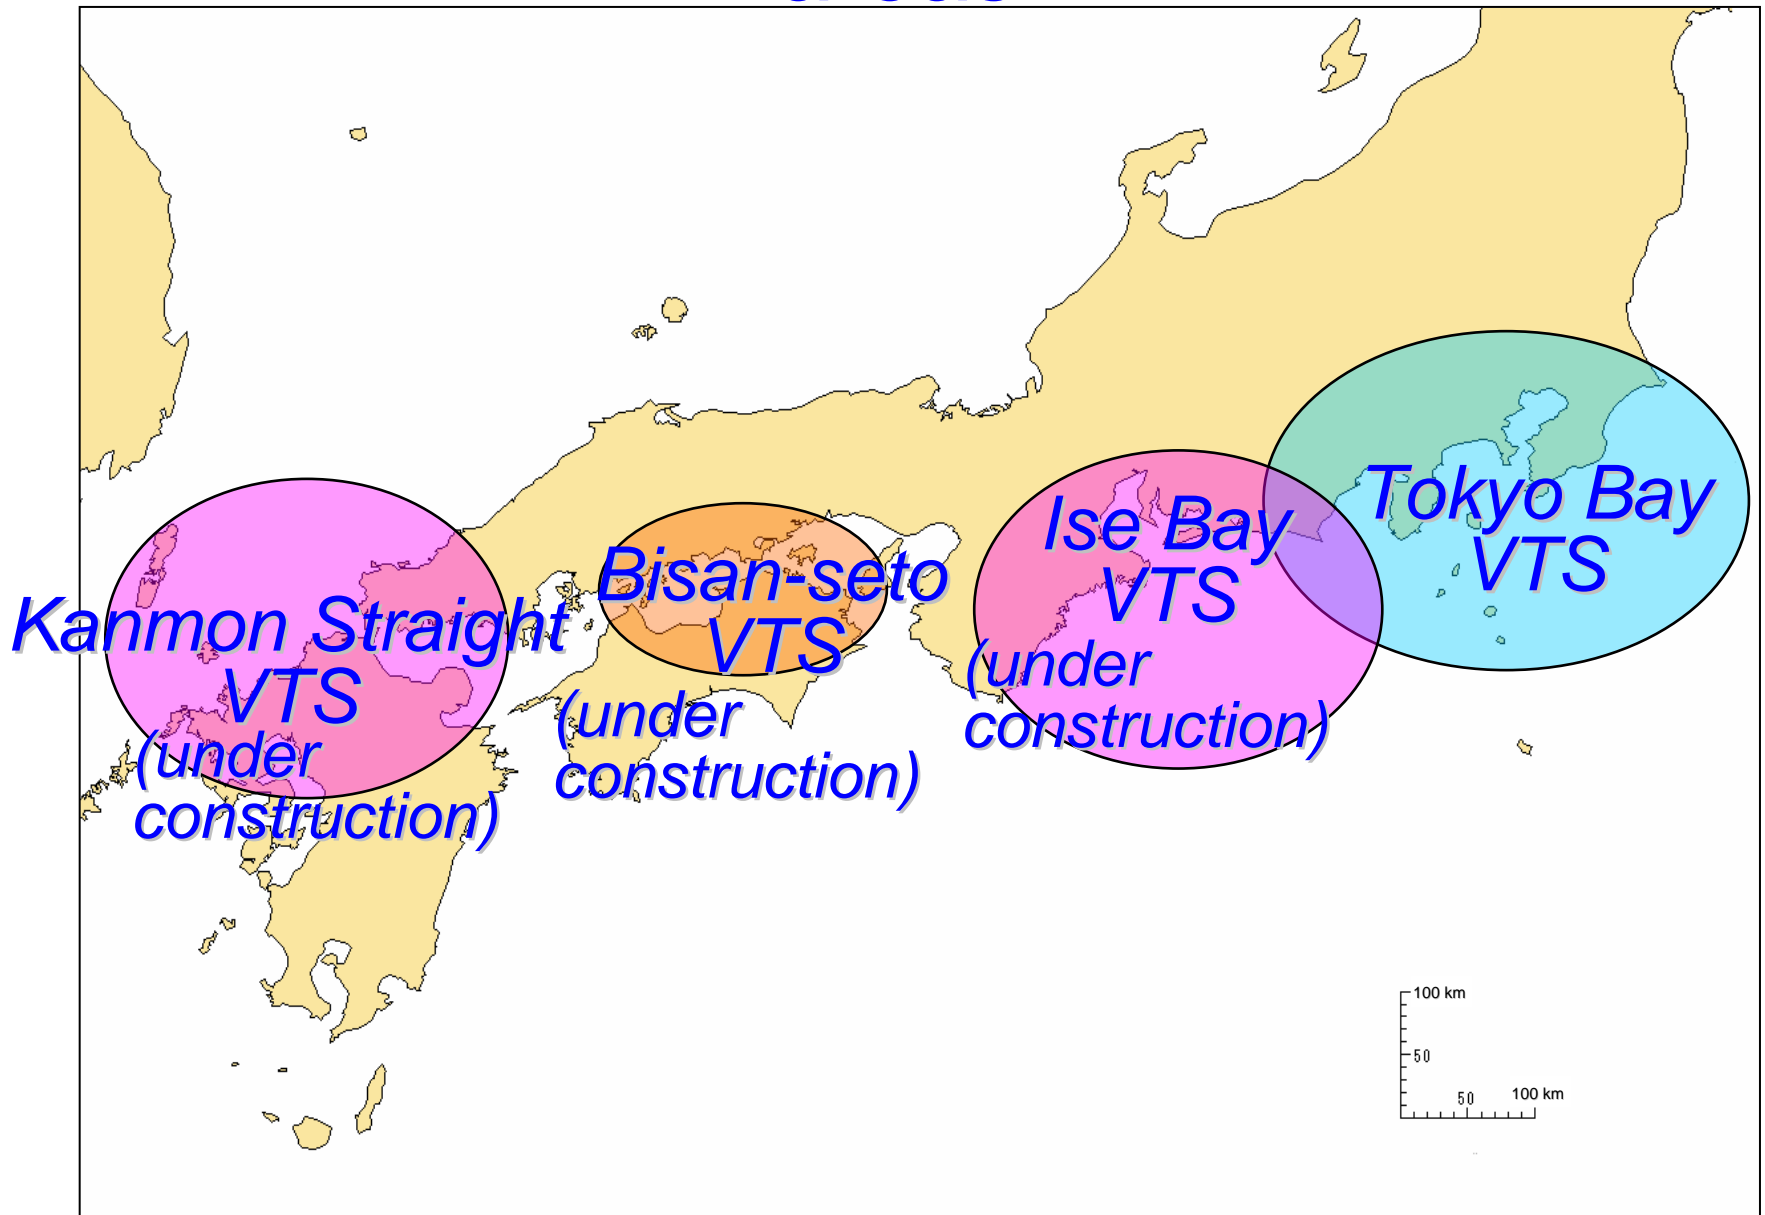 Tokyo Bay
VTS
Ise Bay
VTS
(under
construction)
Bisan-seto
VTS
(under
construction)
Kanmon Straight
VTS
(under
construction)
100 km
50
50
100 km